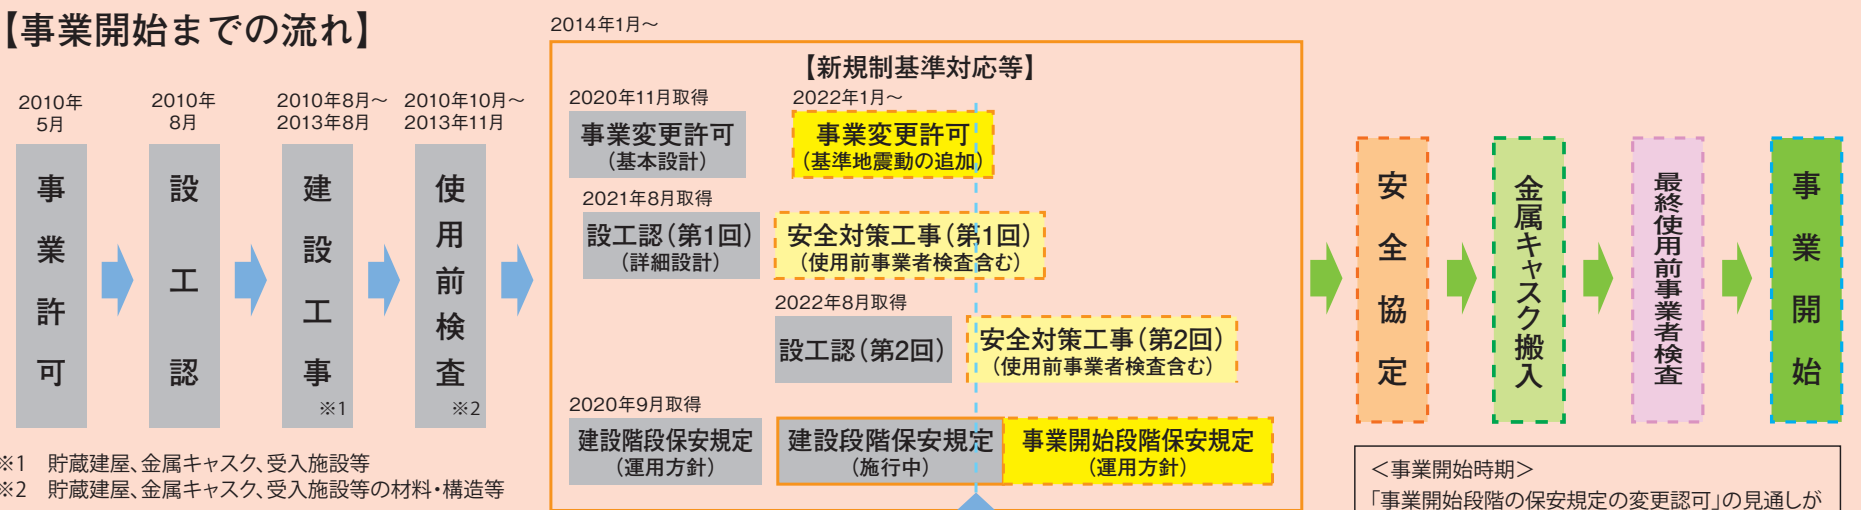 【事業開始までの流れ】
2010年
5月
事業許可
2010年
8月
設工認
2010年8月～
2013年8月
建設工事
※1
2010年10月～
2013年11月
使用前検査
※2
※1 貯蔵建屋、金属キャスク、受入施設等
※2 貯蔵建屋、金属キャスク、受入施設等の材料・構造等
2014年1月～
【新規制基準対応等】
2020年11月取得
事業変更許可
（基本設計）
2022年1月～
事業変更許可
（基準地震動の追加）
2021年8月取得
設工認（第1回）
（詳細設計）
安全対策工事（第1回）
（使用前事業者検査含む）
2022年8月取得
設工認（第2回）
安全対策工事（第2回）
（使用前事業者検査含む）
2020年9月取得
建設階段保安規定
（運用方針）
建設段階保安規定
（施行中）
事業開始段階保安規定
（運用方針）
安全協定
金属キャスク搬入
最終使用前事業者検査
事業開始
＜事業開始時期＞
「事業開始段階の保安規定の変更認可」の見通しが